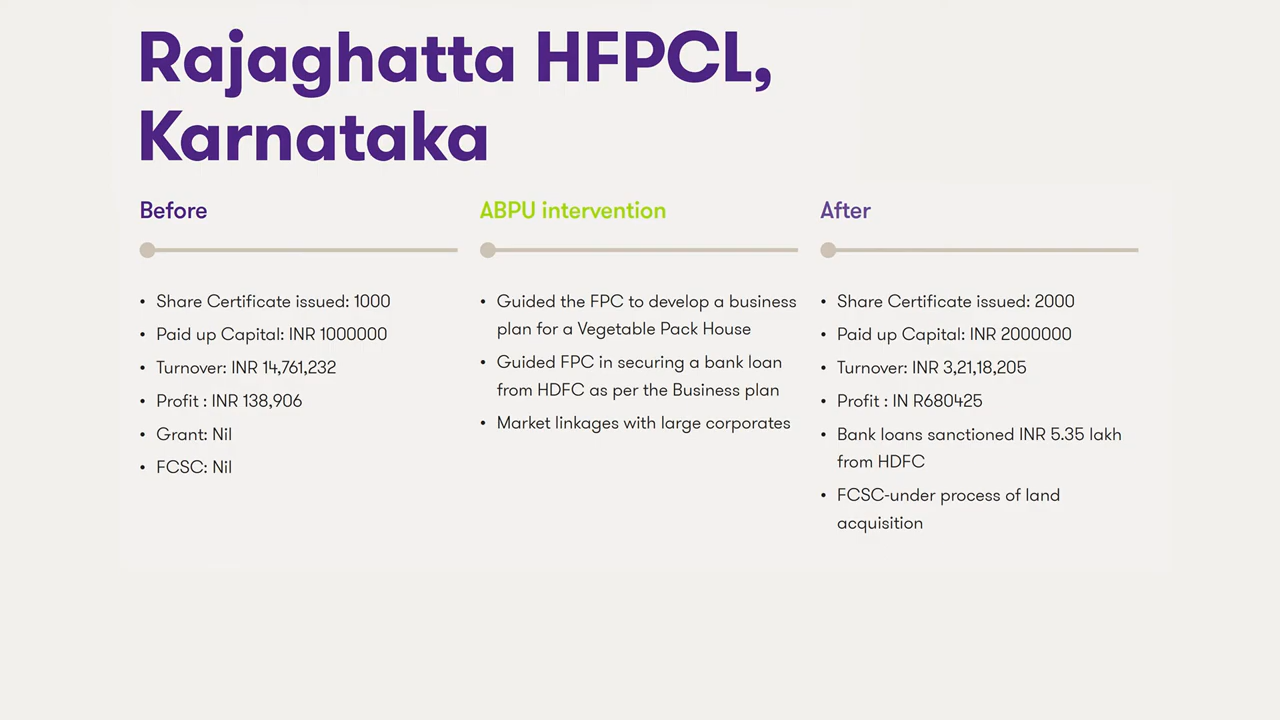 Rajaghatta HFPCL,
Karnataka
Before
• Share Certificate issued: 1000
• Paid up Capital: INR 1000000
• Turnover: INR 14,761,232
• Profit : INR 138,906
• Grant: Nil
• FCSC: Nil
ABPU intervention
• Guided the FPC to develop a business
plan for a Vegetable Pack House
• Guided FPC in securing a bank loan
from HDFC as per the Business plan
• Market linkages with large corporates
After
• Share Certificate issued: 2000
• Paid up Capital: INR 2000000
• Turnover: INR 3,21,18,205
• Profit : IN R680425
• Bank loans sanctioned INR 5.35 lakh
from HDFC
• FCSC-under process of land
acquisition